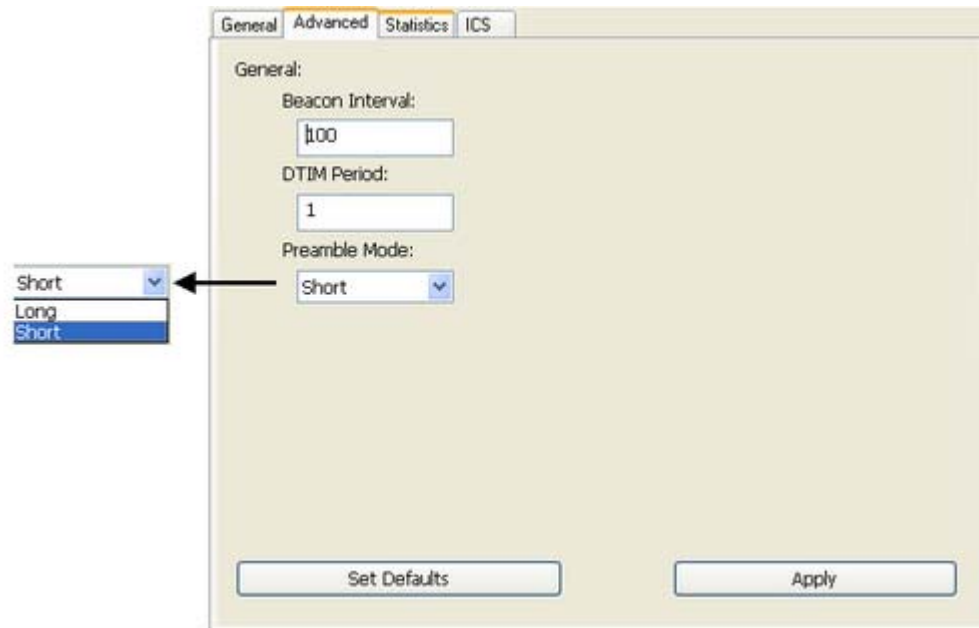 General Advanced Statistics ICS
General:
Beacon Interval:
100
DTIM Period:
1
Preamble Mode:
Short
Short
Long
Short
Set Defaults Apply